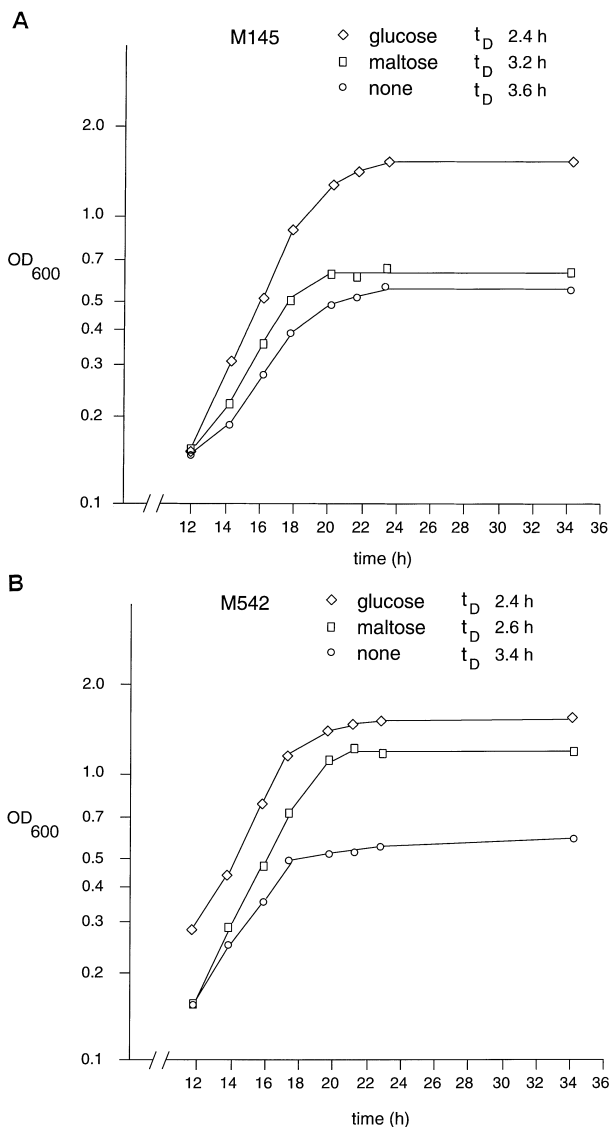 A
M145
glucose t D 2.4 h
maltose t D 3.2 h
none t D 3.6 h
2.0
1.0
0.7
OD 600
0.5
0.4
0.3
0.2
0.1
12 14 16 18 20 22 24 26 28 30 32 34 36
time (h)
B
M542
glucose t D 2.4 h
maltose t D 2.6 h
none t D 3.4 h
2.0
1.0
0.7
OD 600
0.5
0.4
0.3
0.2
0.1
12 14 16 18 20 22 24 26 28 30 32 34 36
time (h)